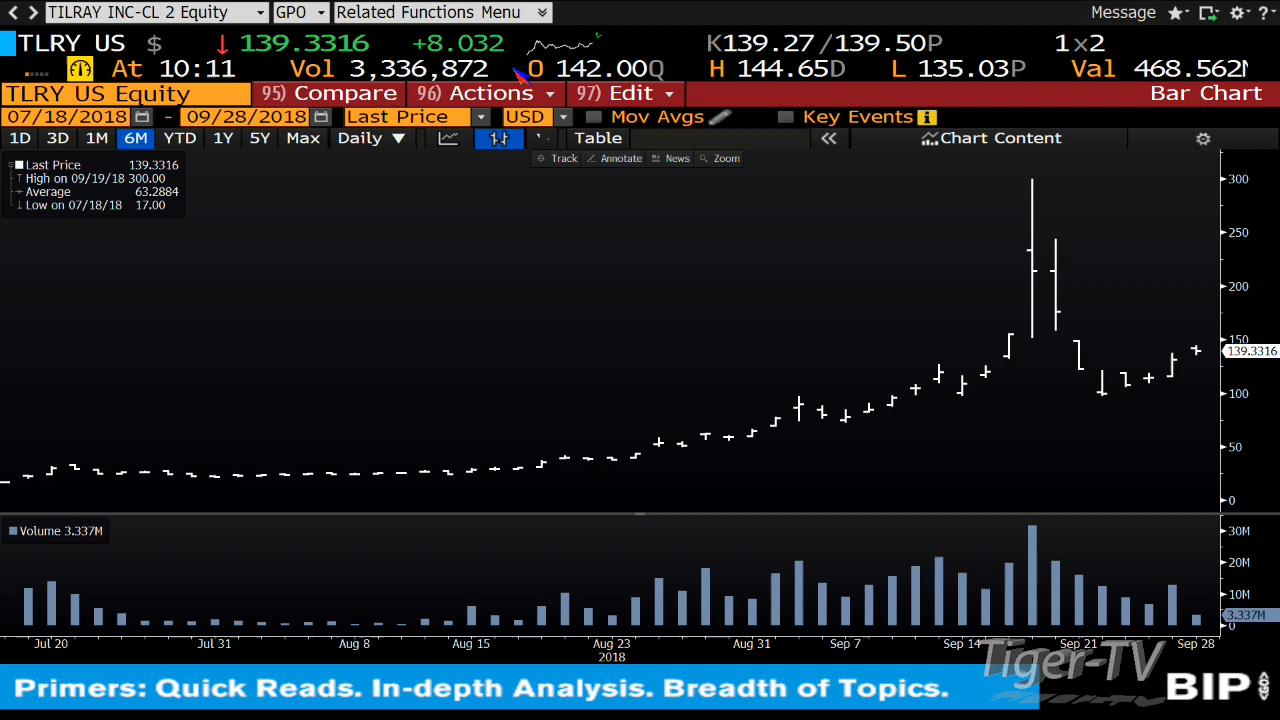 TILRAY INC-CL 2 Equity GPO Related Functions Menu Message ?
TLRY US $ ↓ 139.3316 +8.032 K139.27/139.50P 1x2
At 10:11 Vol 3,336,872 O 142.00Q H 144.65D L 135.03P Val 468.562M
TLRY US Equity 95) Compare 96) Actions 97) Edit Bar Chart
07/18/2018 - 09/28/2018 Last Price USD Mov Avgs Key Events
1D 3D 1M 6M YTD 1Y 5Y Max Daily ▼ Table « Chart Content
Track Annotate News Zoom
Last Price 139.3316
High on 09/19/18 300.00
Average 63.2884
Low on 07/18/18 17.00
300
250
200
150
139.3316
100
50
0
Volume 3.337M
30M
20M
10M
3.337M
0
Jul 20 Jul 31 Aug 8 Aug 15 Aug 23 Aug 31 Sep 7 Sep 14 Sep 21 Sep 28
2018
Tiger-TV
Primers: Quick Reads. In-depth Analysis. Breadth of Topics.
BIP